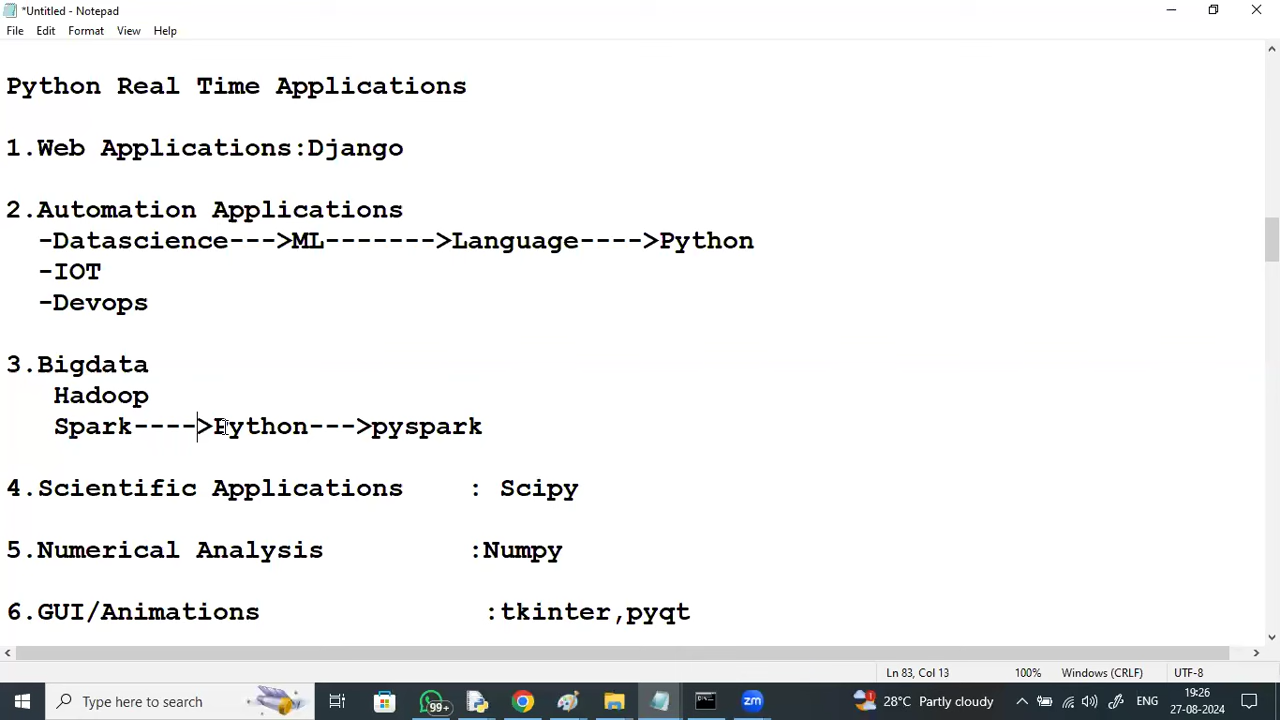 *Untitled - Notepad
File Edit Format View Help
Python Real Time Applications
1.Web Applications:Django
2.Automation Applications
-Datascience--->ML------->Language---->Python
-IOT
-Devops
3.Bigdata
Hadoop
Spark---->Python--->pyspark
4.Scientific Applications : Scipy
5.Numerical Analysis :Numpy
6.GUI/Animations :tkinter,pyqt
Ln 83, Col 13 100% Windows (CRLF) UTF-8
Type here to search 99+ zm 1 28°C Partly cloudy ENG 19:26
27-08-2024